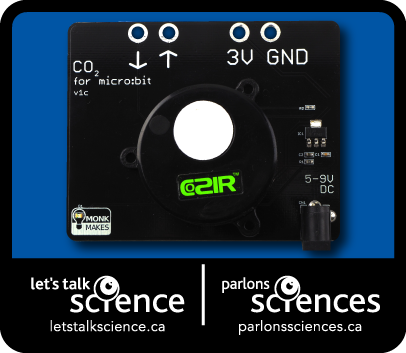 ↓ ↑ 3V GND
CO2
for micro:bit
v1c
COZIR™
5-9V
DC
MONK
MAKES
let's talk
science
letstalkscience.ca
parlons
sciences
parlonssciences.ca